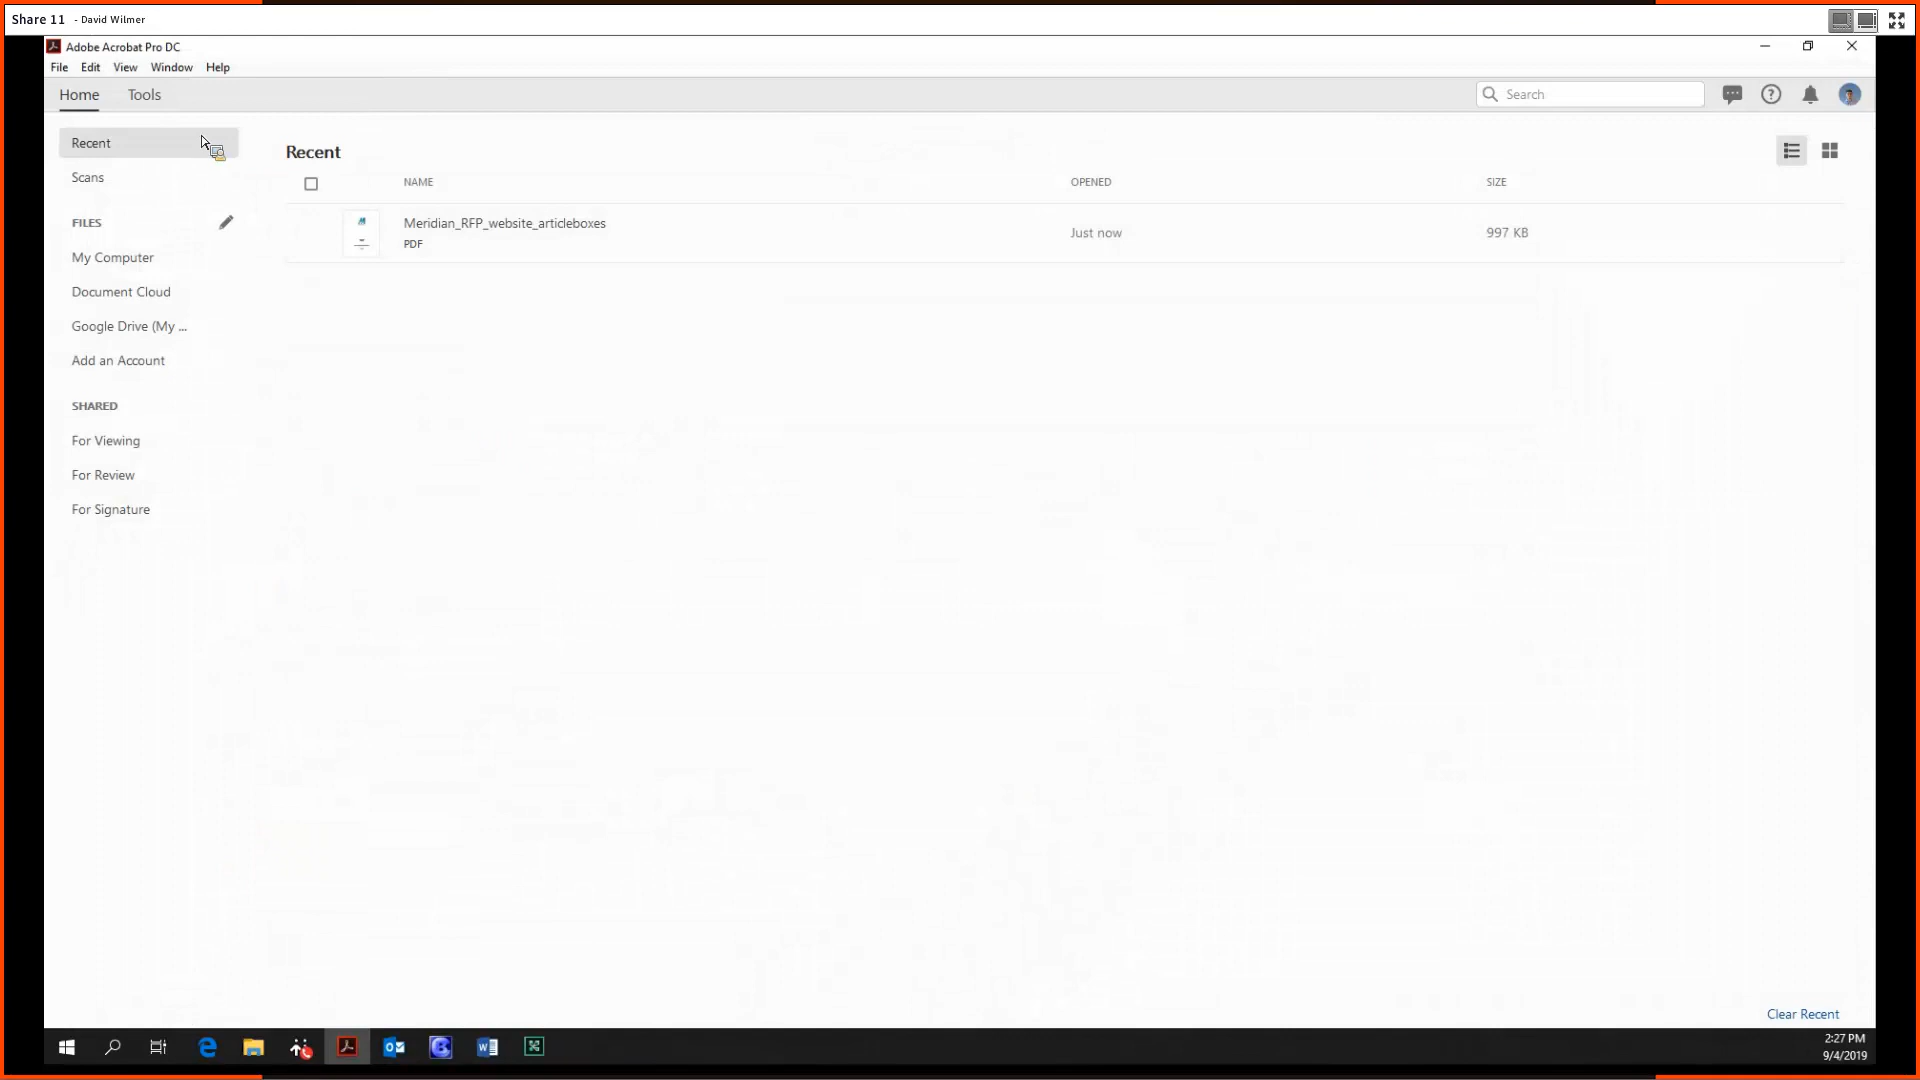 Share 11 - David Wilmer
Adobe Acrobat Pro DC
File Edit View Window Help
Home Tools Search
Recent
Scans
FILES
My Computer
Document Cloud
Google Drive (My ...
Add an Account
SHARED
For Viewing
For Review
For Signature
Recent
NAME OPENED SIZE
Meridian_RFP_website_articleboxes
PDF
Just now 997 KB
Clear Recent
2:27 PM
9/4/2019